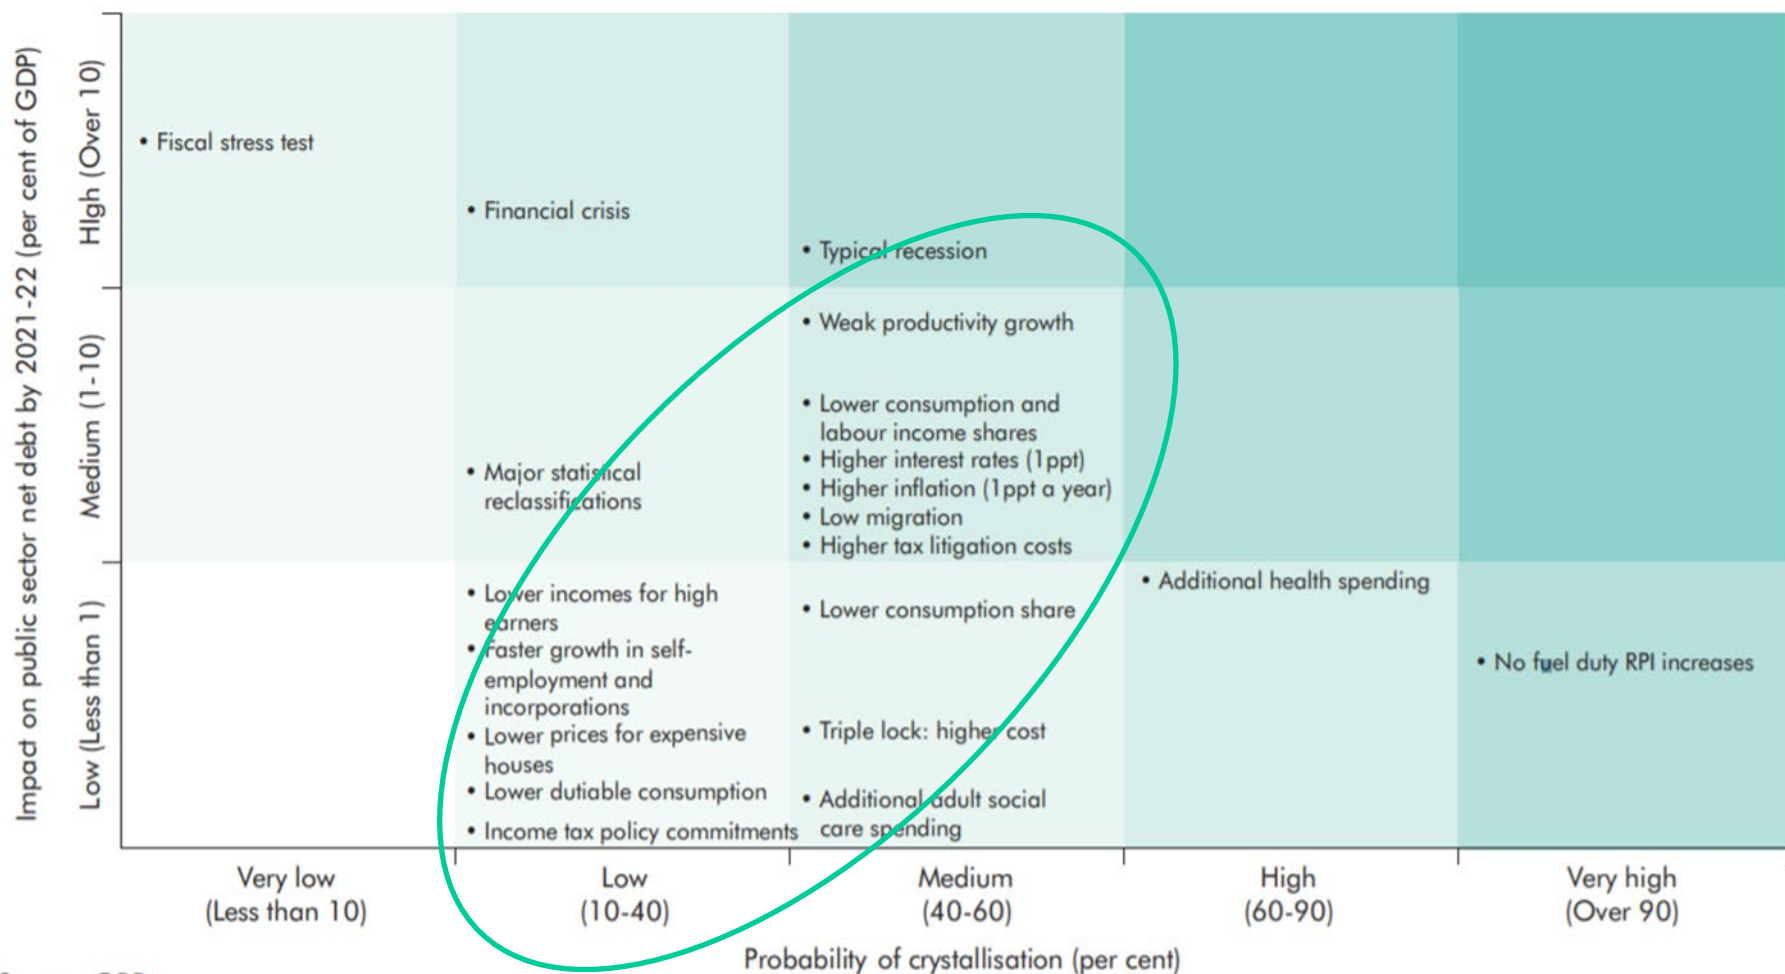 Impact on public sector net debt by 2021-22 (per cent of GDP)
HIgh (Over 10)
Medium (1-10)
Low (Less than 1)
• Fiscal stress test
• Financial crisis
• Typical recession
• Weak productivity growth
• Lower consumption and
labour income shares
• Higher interest rates (1ppt)
• Higher inflation (1ppt a year)
• Low migration
• Higher tax litigation costs
• Major statistical
reclassifications
• Lower incomes for high
earners
• Faster growth in self-
employment and
incorporations
• Lower prices for expensive
houses
• Lower dutiable consumption
• Income tax policy commitments
• Lower consumption share
• Triple lock: higher cost
• Additional adult social
care spending
• Additional health spending
• No fuel duty RPI increases
Very low
(Less than 10)
Low
(10-40)
Medium
(40-60)
High
(60-90)
Very high
(Over 90)
Probability of crystallisation (per cent)